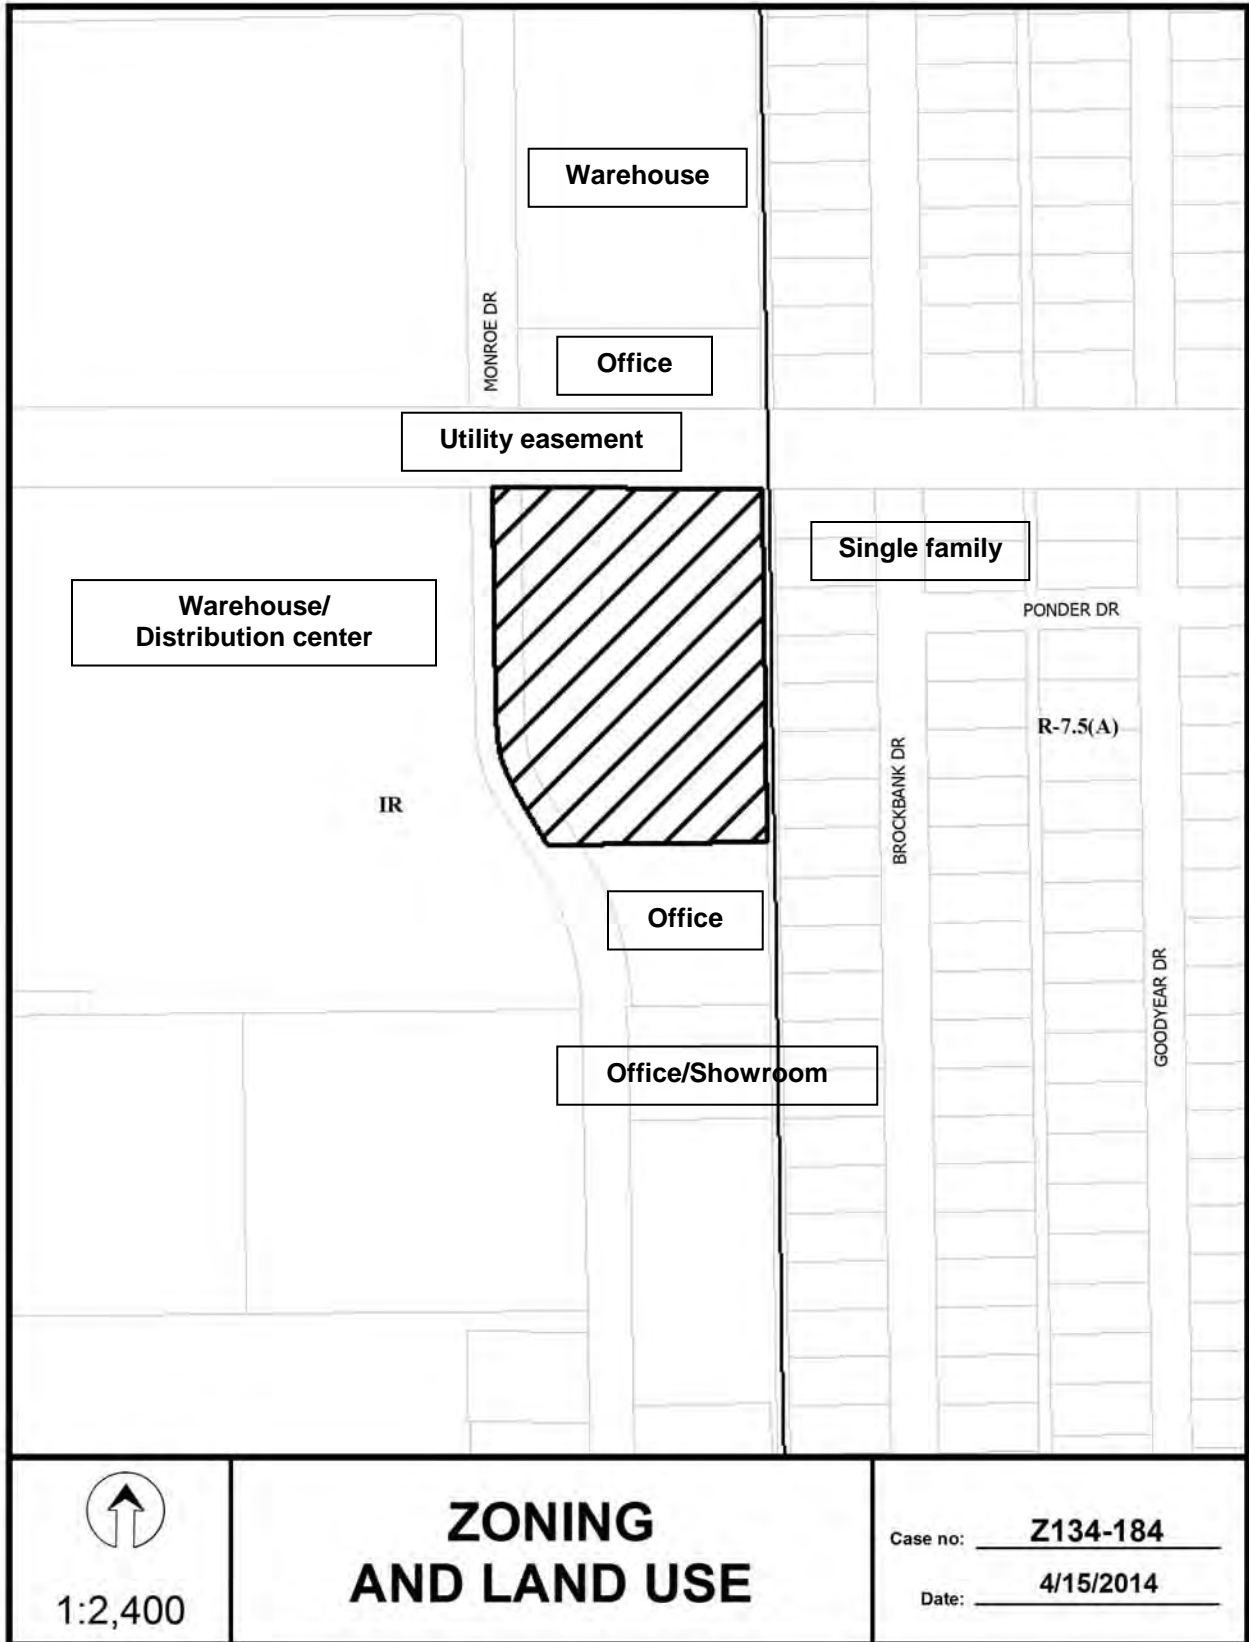 Warehouse
MONROE DR
Office
Utility easement
Single family
Warehouse/
Distribution center
PONDER DR
R-7.5(A)
IR
BROCKBANK DR
Office
GOODYEAR DR
Office/Showroom
1:2,400
ZONING
AND LAND USE
Case no: Z134-184
Date: 4/15/2014